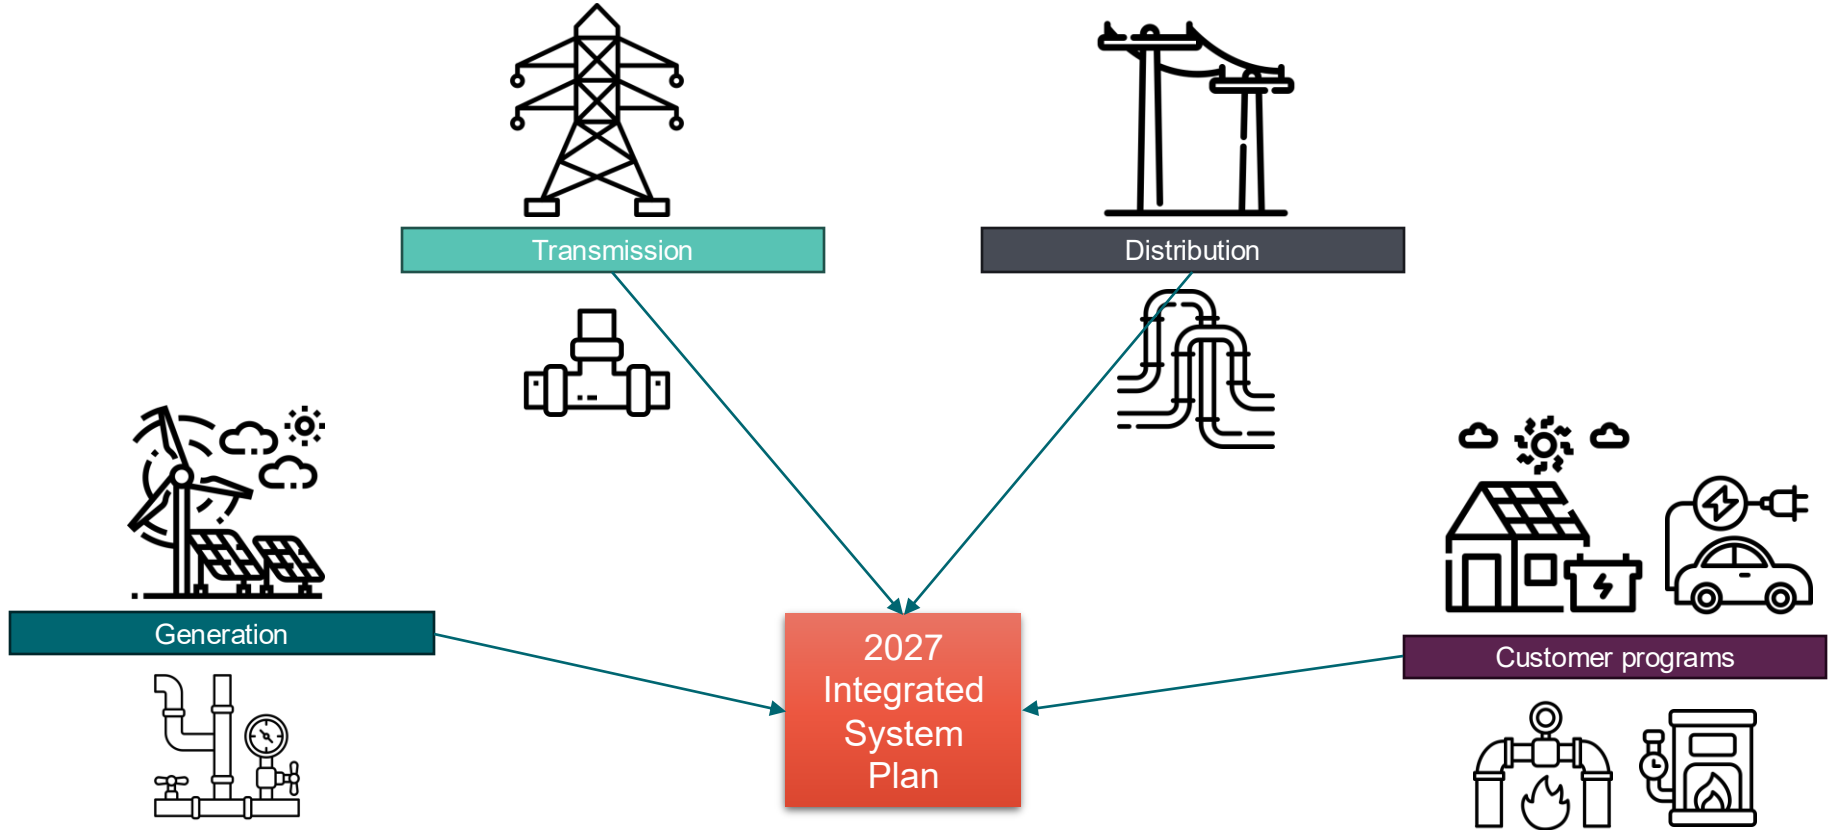 Transmission
Distribution
Generation
2027
Integrated
System
Plan
Customer programs